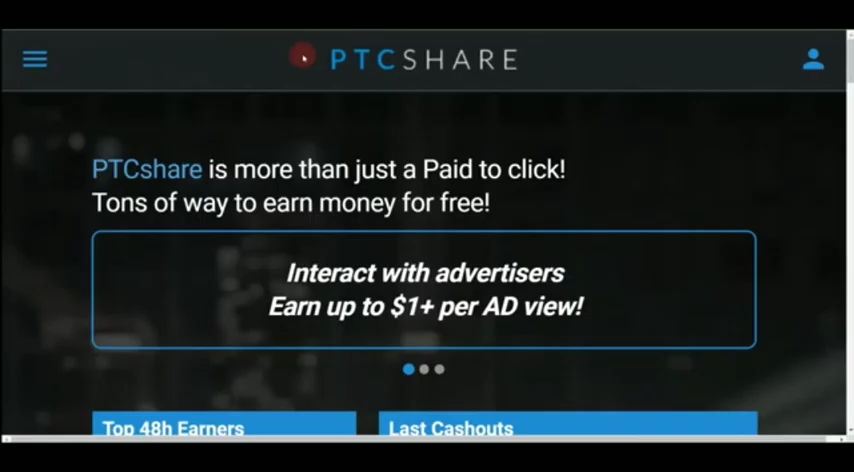 PTCSHARE
PTCshare is more than just a Paid to click!
Tons of way to earn money for free!
Interact with advertisers
Earn up to $1+ per AD view!
Top 48h Earners
Last Cashouts